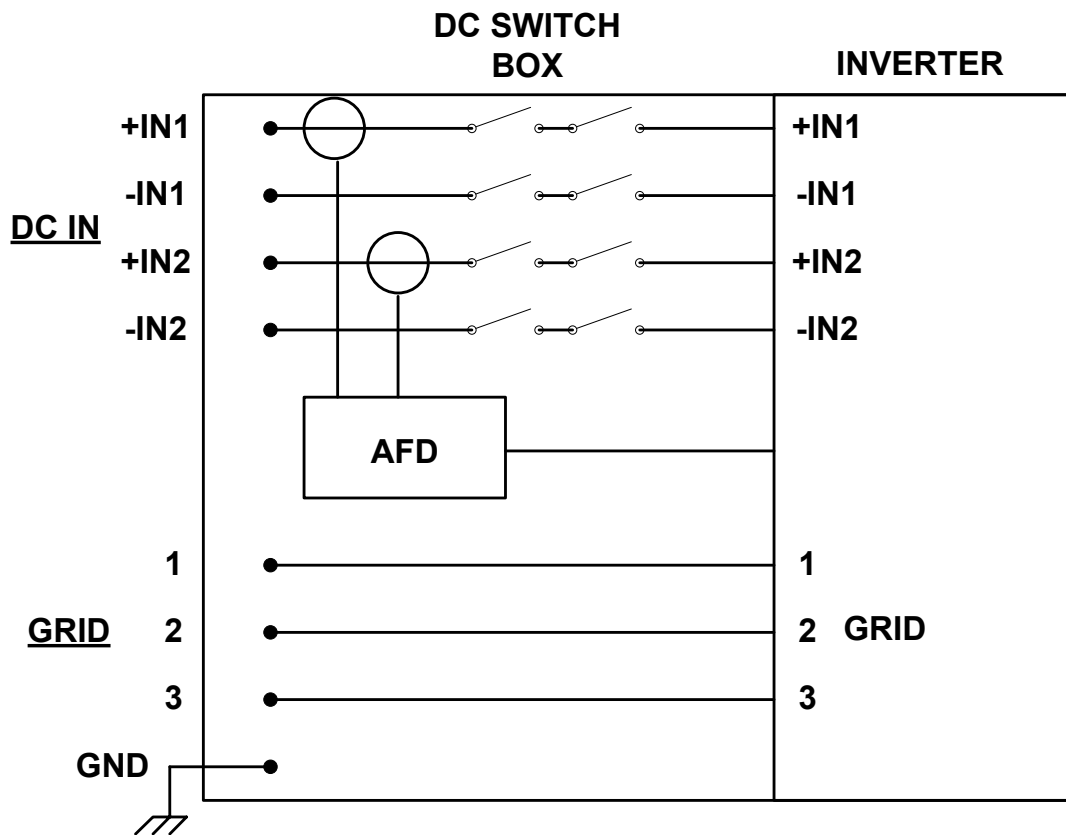 DC SWITCH
BOX
INVERTER
+IN1
+IN1
-IN1
-IN1
DC IN
+IN2
+IN2
-IN2
-IN2
AFD
1
1
GRID
2
2 GRID
3
3
GND